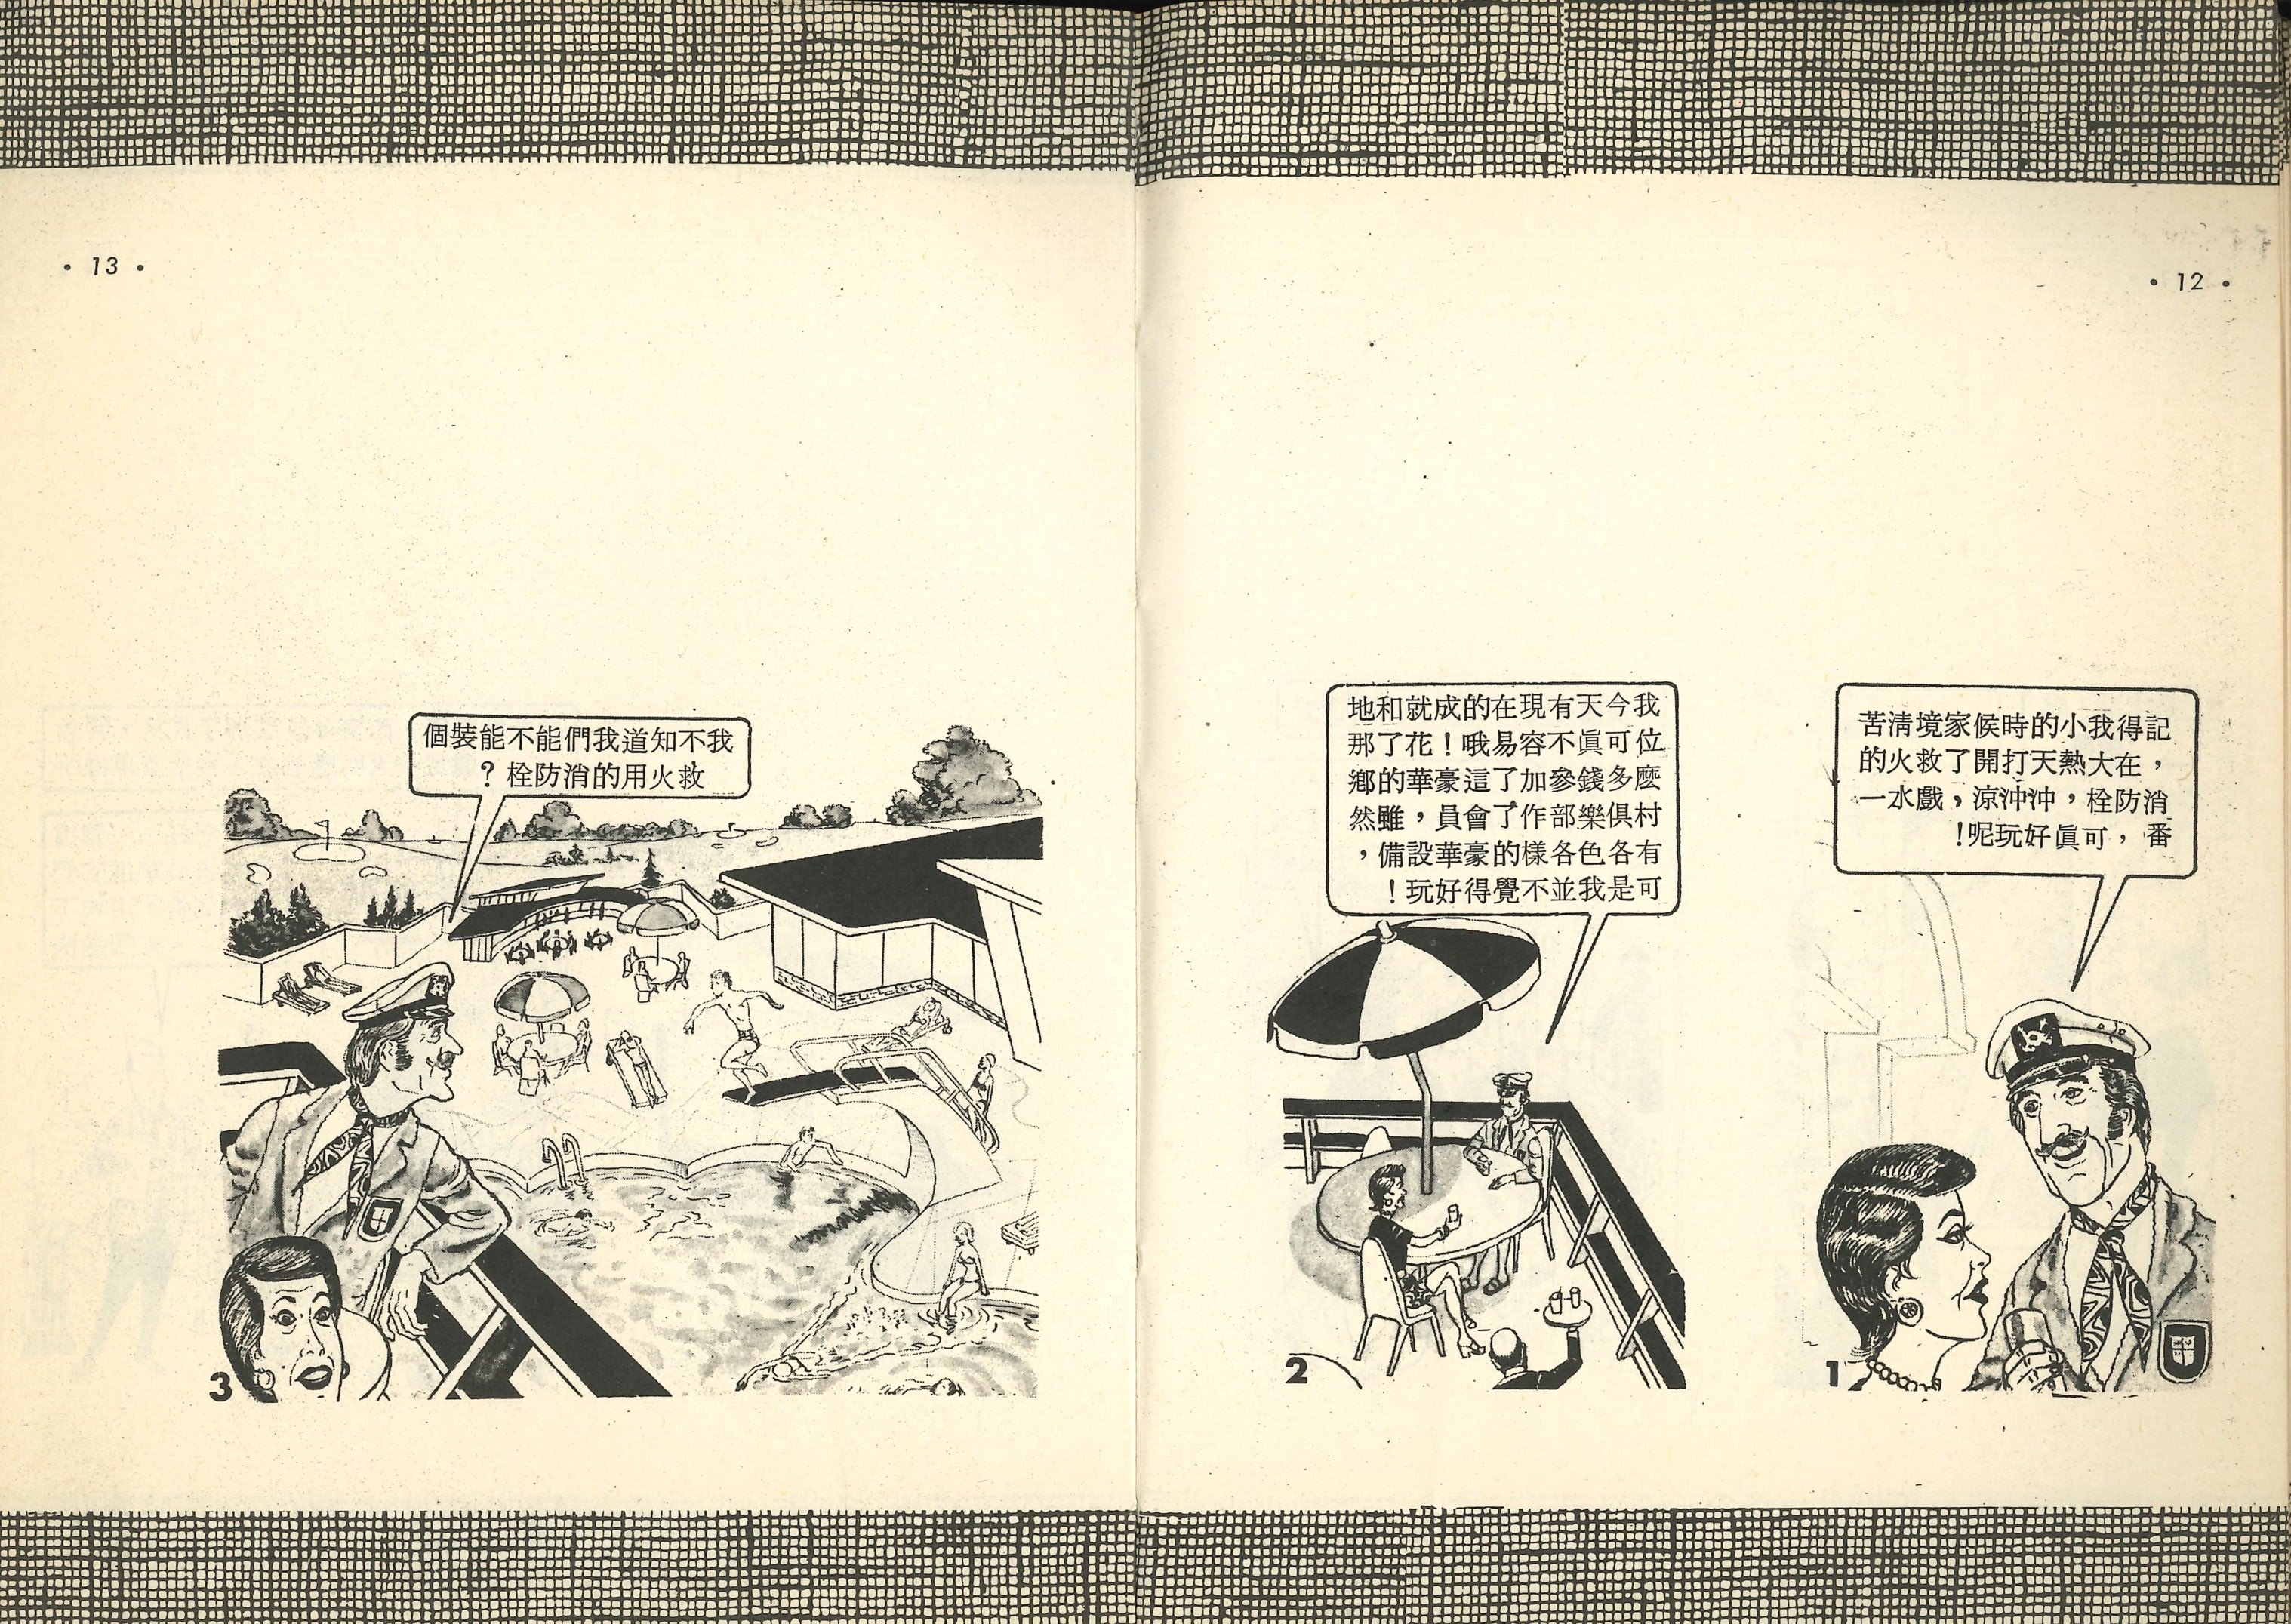 • 12 •
記得我小的時候家境清苦
，在大熱天打開了救火的
消防栓，沖沖涼，戲水一
番，可眞好玩呢！
1
我今天有現在的成就和地
位可眞不容易哦！花了那
麽多錢參加了這豪華的鄉
村俱樂部作了會員，雖然
有各色各樣的豪華設備，
可是我並不覺得好玩！
2
• 13 •
我不知道我們能不能裝個
救火用的消防栓？
3